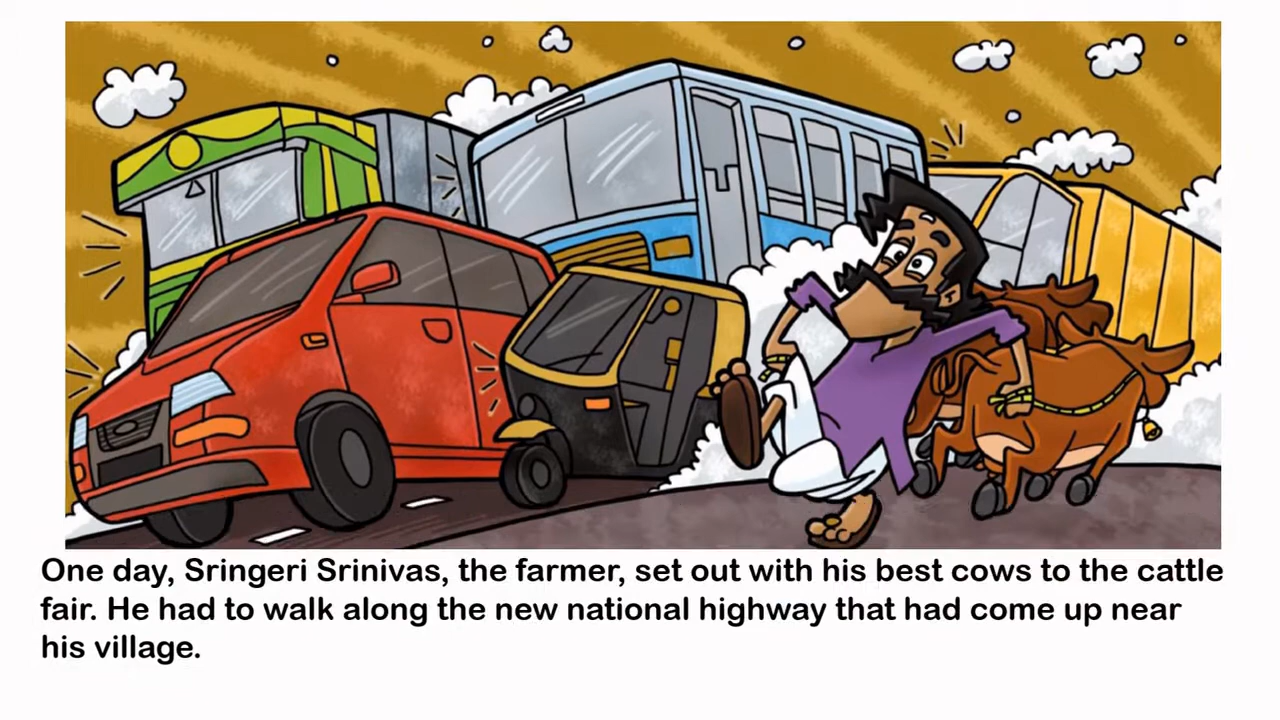 One day, Sringeri Srinivas, the farmer, set out with his best cows to the cattle
fair. He had to walk along the new national highway that had come up near
his village.